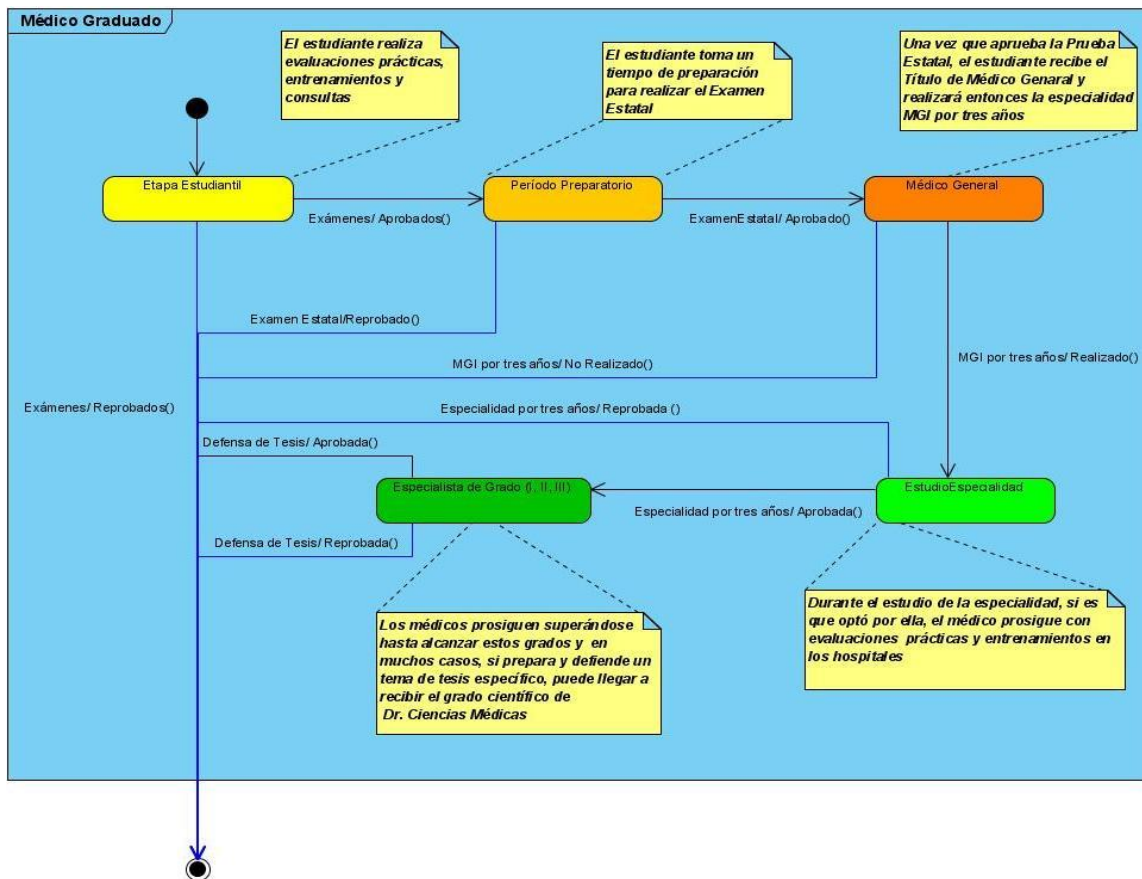 Médico Graduado
El estudiante realiza
evaluaciones prácticas,
entrenamientos y
consultas
El estudiante toma un
tiempo de preparación
para realizar el Examen
Estatal
Una vez que aprueba la Prueba
Estatal, el estudiante recibe el
Título de Médico Genaral y
realizará entonces la especialidad
MGI por tres años
Etapa Estudiantil
Período Preparatorio
Médico General
Exámenes/ Aprobados()
ExamenEstatal/ Aprobado()
Examen Estatal/Reprobado()
MGI por tres años/ No Realizado()
MGI por tres años/ Realizado()
Exámenes/ Reprobados()
Especialidad por tres años/ Reprobada ()
Defensa de Tesis/ Aprobada()
Especialista de Grado (I, II, III)
EstudioEspecialidad
Especialidad por tres años/ Aprobada()
Defensa de Tesis/ Reprobada()
Los médicos prosiguen superándose
hasta alcanzar estos grados y en
muchos casos, si prepara y defiende un
tema de tesis específico, puede llegar a
recibir el grado científico de
Dr. Ciencias Médicas
Durante el estudio de la especialidad, si es
que optó por ella, el médico prosigue con
evaluaciones prácticas y entrenamientos en
los hospitales